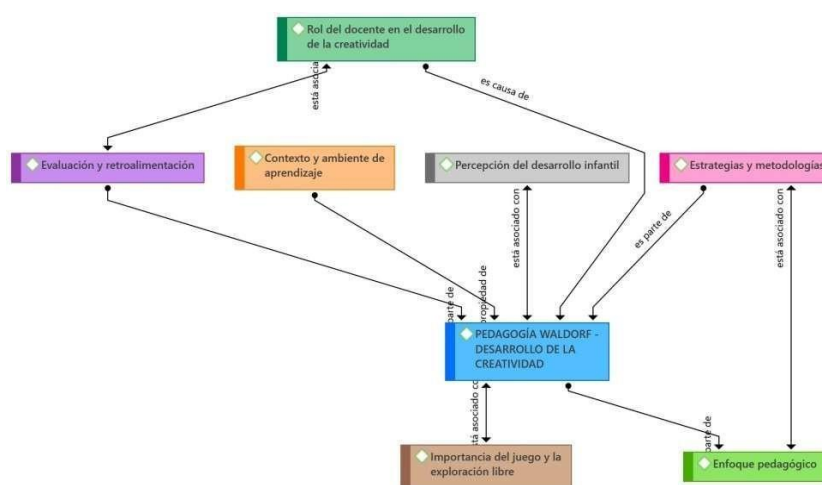 Rol del docente en el desarrollo
de la creatividad
está asocia
es causa de
Evaluación y retroalimentación
Contexto y ambiente de
aprendizaje
Percepción del desarrollo infantil
Estrategias y metodologías
está asociado con
es parte de
está asociado con
parte de
propiedad de
PEDAGOGÍA WALDORF -
DESARROLLO DE LA
CREATIVIDAD
stá asociado co
parte de
Importancia del juego y la
exploración libre
Enfoque pedagógico